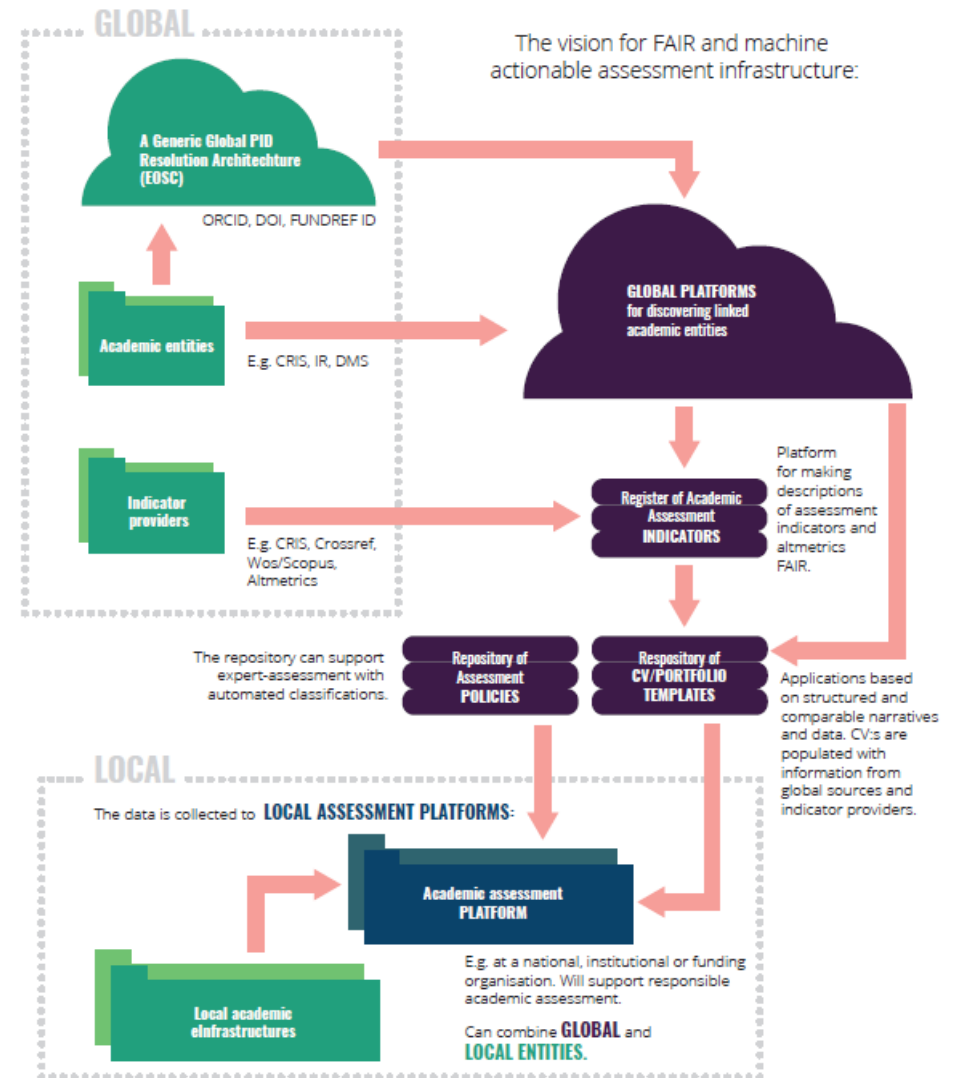 GLOBAL
The vision for FAIR and machine
actionable assessment infrastructure:
A Generic Global PID
Resolution Architechture
(EOSC)
ORCID, DOI, FUNDREF ID
GLOBAL PLATFORMS
for discovering linked
academic entities
Academic entities
E.g. CRIS, IR, DMS
Indicator
providers
E.g. CRIS, Crossref,
Wos/Scopus,
Altmetrics
Register of Academic
Assessment
INDICATORS
Platform
for making
descriptions
of assessment
indicators and
altmetrics
FAIR.
The repository can support
expert-assessment with
automated classifications.
Repository of
Assessment
POLICIES
Respository of
CV/PORTFOLIO
TEMPLATES
Applications based
on structured and
comparable narratives
and data. CV:s are
populated with
information from
global sources and
indicator providers.
LOCAL
The data is collected to LOCAL ASSESSMENT PLATFORMS:
Academic assessment
PLATFORM
E.g. at a national, institutional or funding
organisation. Will support responsible
academic assessment.
Can combine GLOBAL and
LOCAL ENTITIES.
Local academic
eInfrastructures